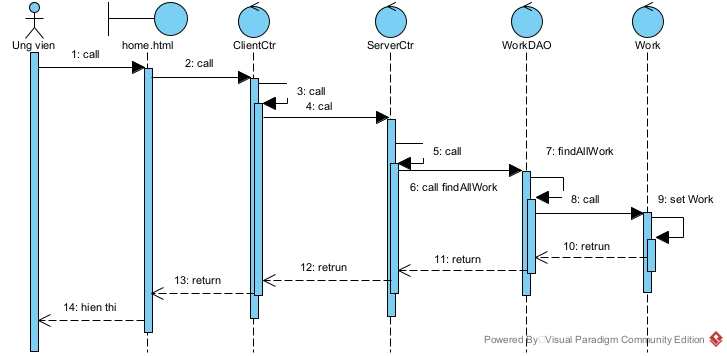 Ung vien
home.html
ClientCtr
ServerCtr
WorkDAO
Work
1: call
2: call
3: call
4: cal
5: call
6: call findAllWork
7: findAllWork
8: call
9: set Work
10: retrun
11: return
12: retrun
13: return
14: hien thi
Powered By Visual Paradigm Community Edition